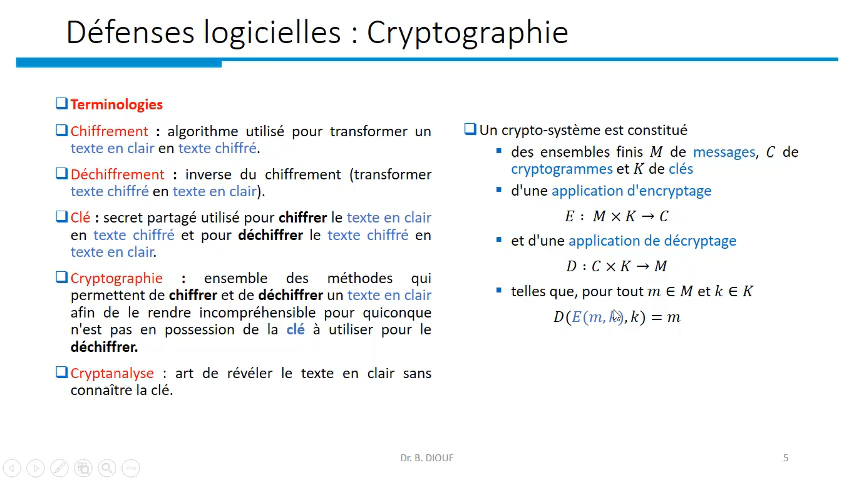 Défenses logicielles : Cryptographie
Terminologies
Chiffrement : algorithme utilisé pour transformer un
texte en clair en texte chiffré.
Déchiffrement : inverse du chiffrement (transformer
texte chiffré en texte en clair).
Clé : secret partagé utilisé pour chiffrer le texte en clair
en texte chiffré et pour déchiffrer le texte chiffré en
texte en clair.
Cryptographie : ensemble des méthodes qui
permettent de chiffrer et de déchiffrer un texte en clair
afin de le rendre incompréhensible pour quiconque
n'est pas en possession de la clé à utiliser pour le
déchiffrer.
Cryptanalyse : art de révéler le texte en clair sans
connaître la clé.
Un crypto-système est constitué
des ensembles finis M de messages, C de
cryptogrammes et K de clés
d'une application d'encryptage
E : M × K → C
et d'une application de décryptage
D : C × K → M
telles que, pour tout m ∈ M et k ∈ K
D(E(m, k), k) = m
Dr. B. DIOUF
5